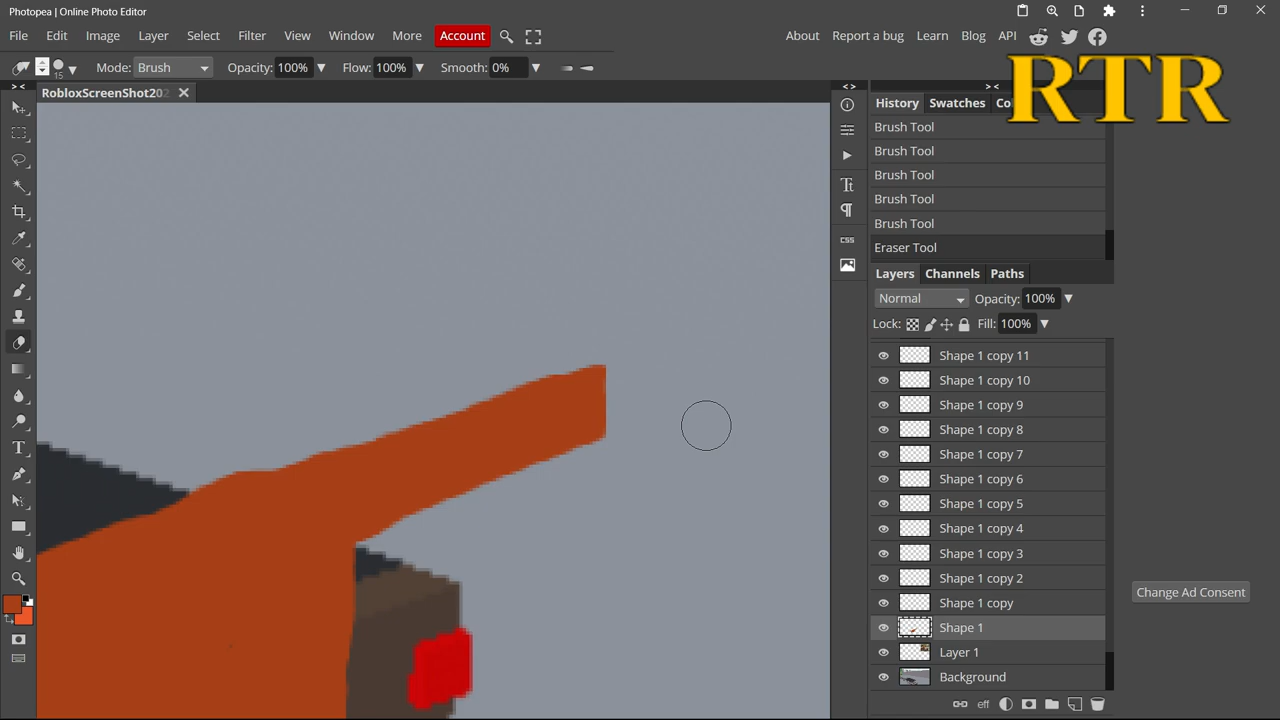 Photopea | Online Photo Editor
File Edit Image Layer Select Filter View Window More Account
About Report a bug Learn Blog API
15 Mode: Brush Opacity: 100% Flow: 100% Smooth: 0%
RTR
RobloxScreenShot202
History Swatches Co
Brush Tool
Brush Tool
Brush Tool
Brush Tool
Brush Tool
Eraser Tool
Layers Channels Paths
Normal Opacity: 100%
Lock: Fill: 100%
CSS
Shape 1 copy 11
Shape 1 copy 10
Shape 1 copy 9
Shape 1 copy 8
Shape 1 copy 7
Shape 1 copy 6
Shape 1 copy 5
Shape 1 copy 4
Shape 1 copy 3
Shape 1 copy 2
Shape 1 copy
Shape 1
Layer 1
Background
eff
Change Ad Consent